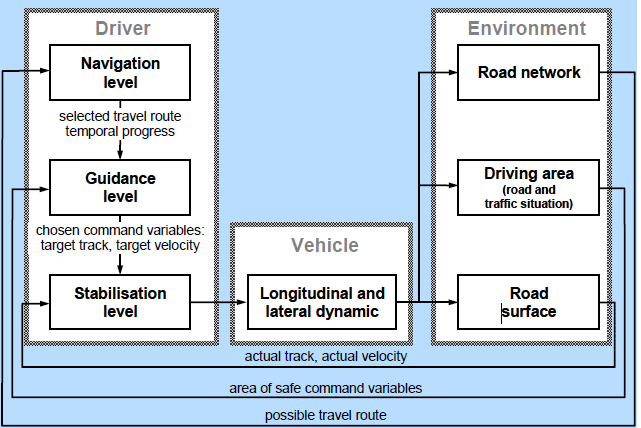 Driver
Navigation
level
selected travel route
temporal progress
Guidance
level
chosen command variables:
target track, target velocity
Stabilisation
level
Vehicle
Longitudinal and
lateral dynamic
Environment
Road network
Driving area
(road and
traffic situation)
Road
surface
actual track, actual velocity
area of safe command variables
possible travel route